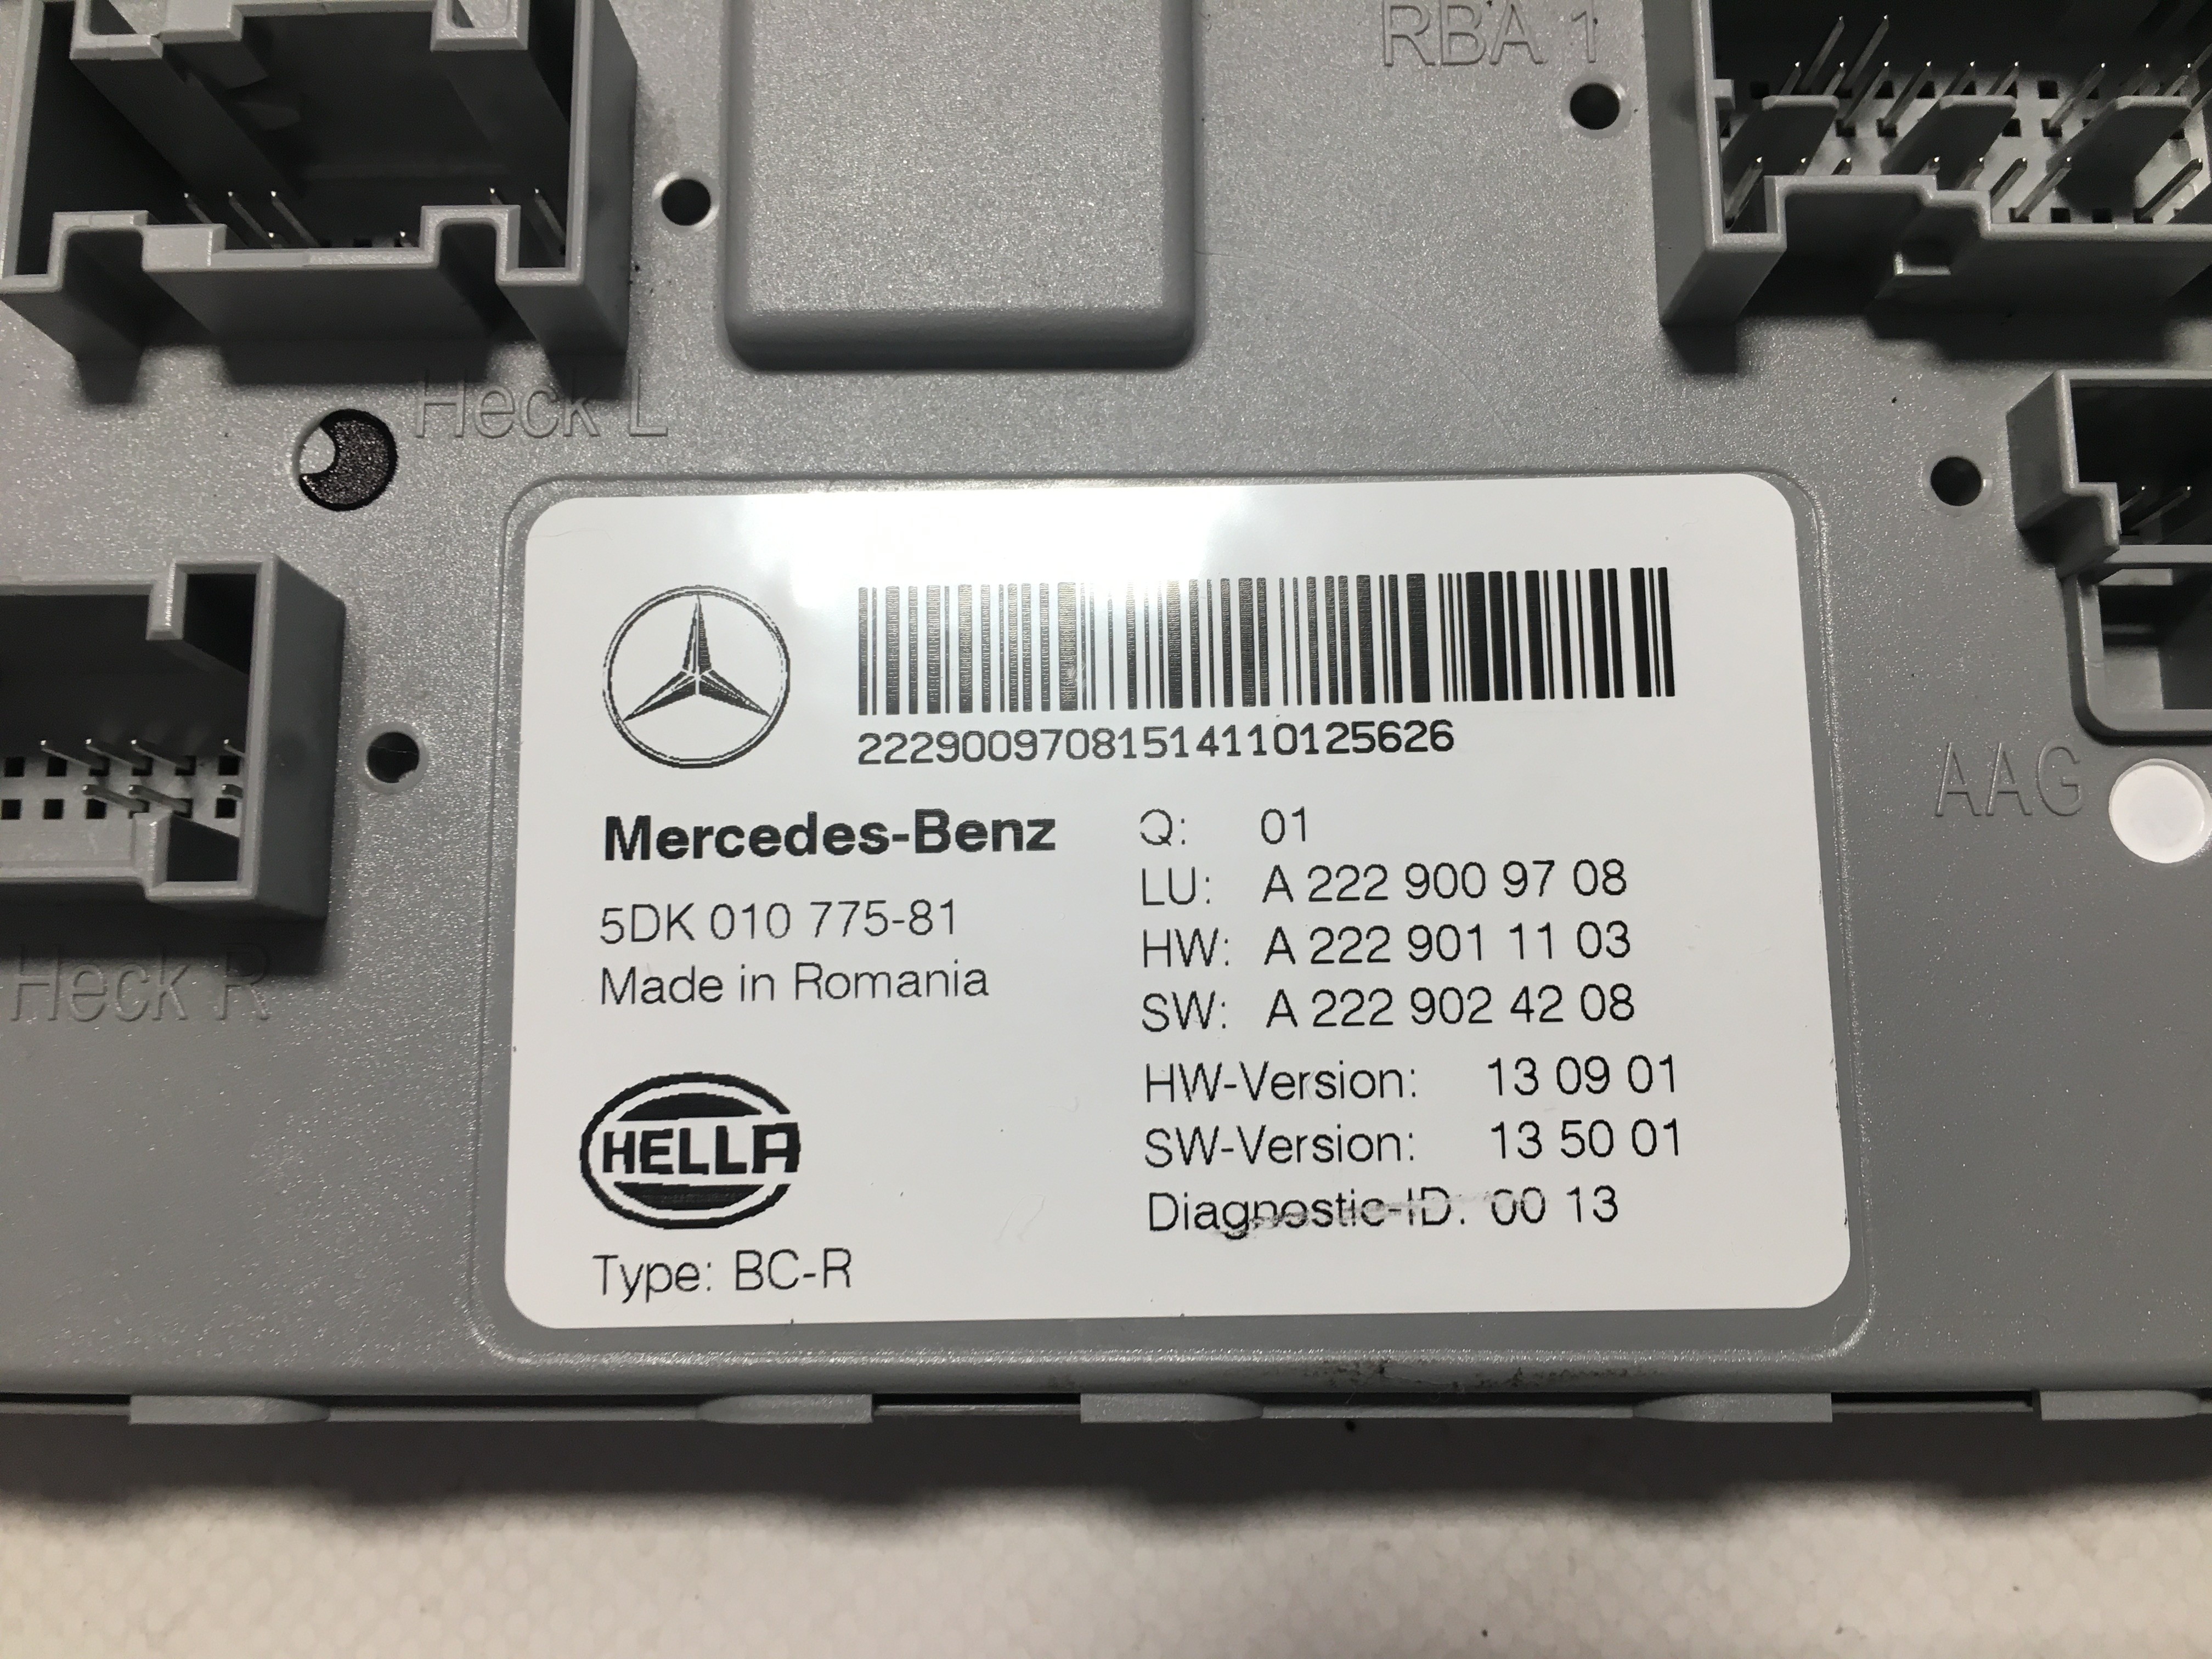 RBA 1
Heck L
22290097081514110125626
Mercedes-Benz
5DK 010 775-81
Made in Romania
HELLA
Type: BC-R
Q: 01
LU: A 222 900 97 08
HW: A 222 901 11 03
SW: A 222 902 42 08
HW-Version: 13 09 01
SW-Version: 13 50 01
Diagnostic-ID: 00 13
AAG
Heck R